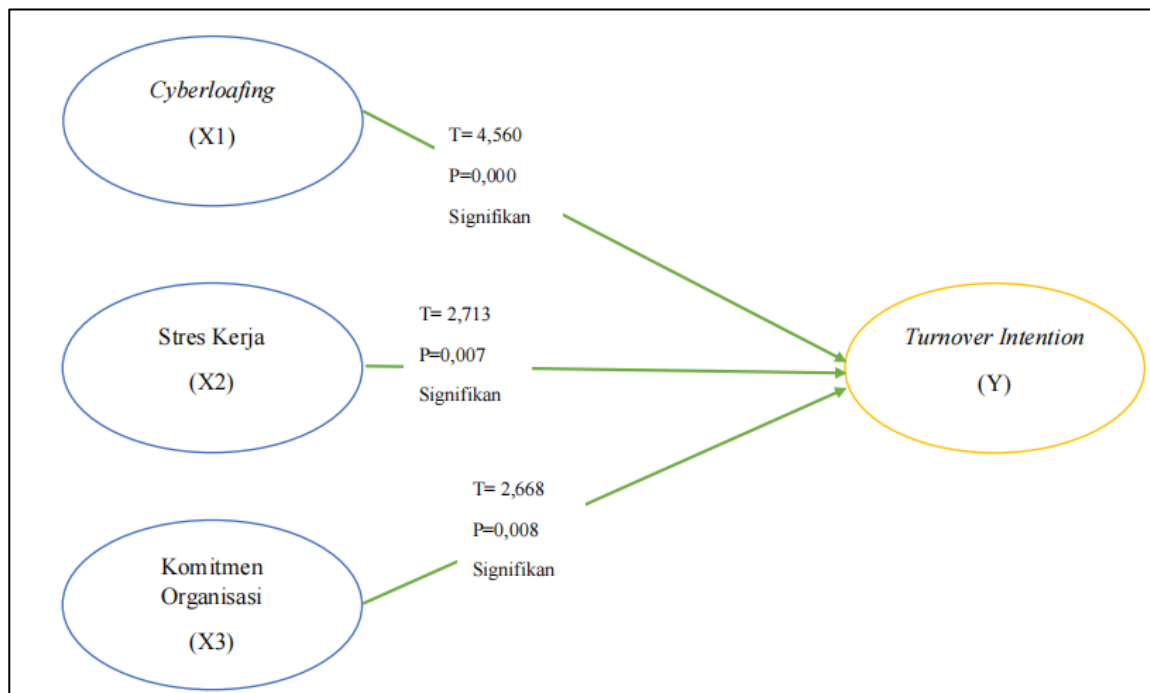 Cyberloafing
(X1)
T= 4,560
P=0,000
Signifikan
Stres Kerja
(X2)
T= 2,713
P=0,007
Signifikan
Turnover Intention
(Y)
Komitmen
Organisasi
(X3)
T= 2,668
P=0,008
Signifikan